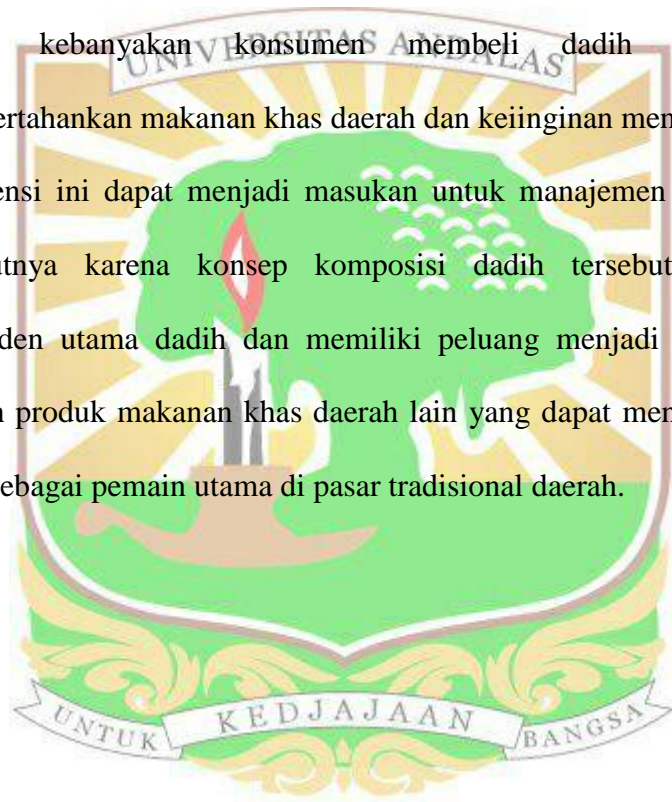 UNIVERSITAS ANDALAS
kebanyakan konsumen membeli dadih
ertahankan makanan khas daerah dan keiinginan men
ensi ini dapat menjadi masukan untuk manajemen
utnya karena konsep komposisi dadih tersebut
den utama dadih dan memiliki peluang menjadi
n produk makanan khas daerah lain yang dapat men
sebagai pemain utama di pasar tradisional daerah.
UNTUK KEDJAJAAN BANGSA